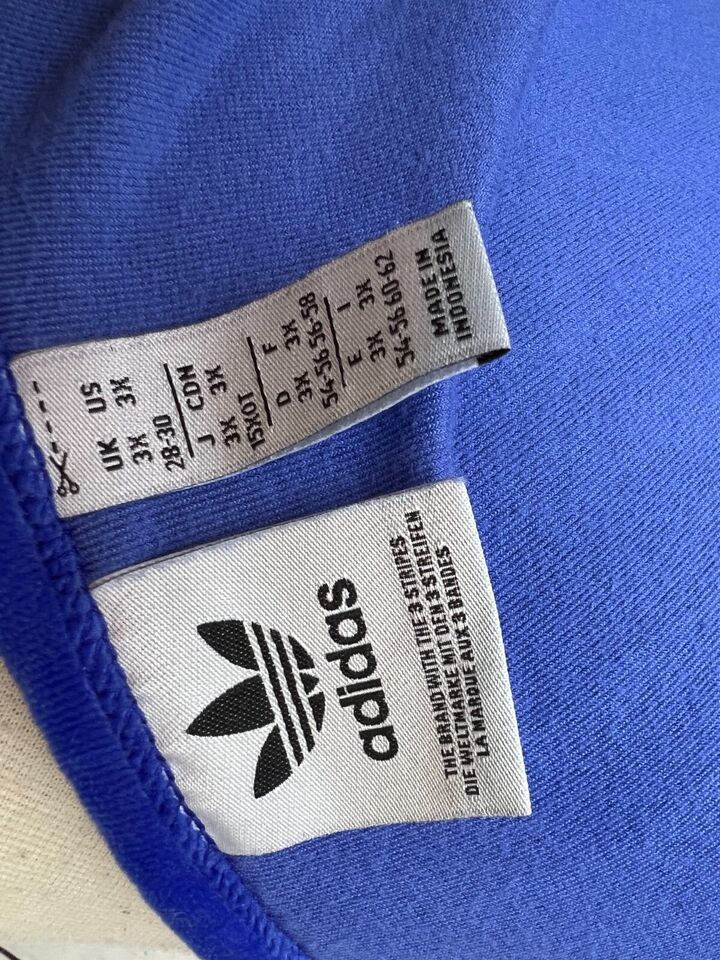 UK US
3X 3X
28-30
J CDN
3X 3X
15XOT
D F
3X 3X
54-56 56-58
E I
3X 3X
54-56 60-62
MADE IN
INDONESIA
adidas
THE BRAND WITH THE 3 STRIPES
DIE WELTMARKE MIT DEN 3 STREIFEN
LA MARQUE AUX 3 BANDES